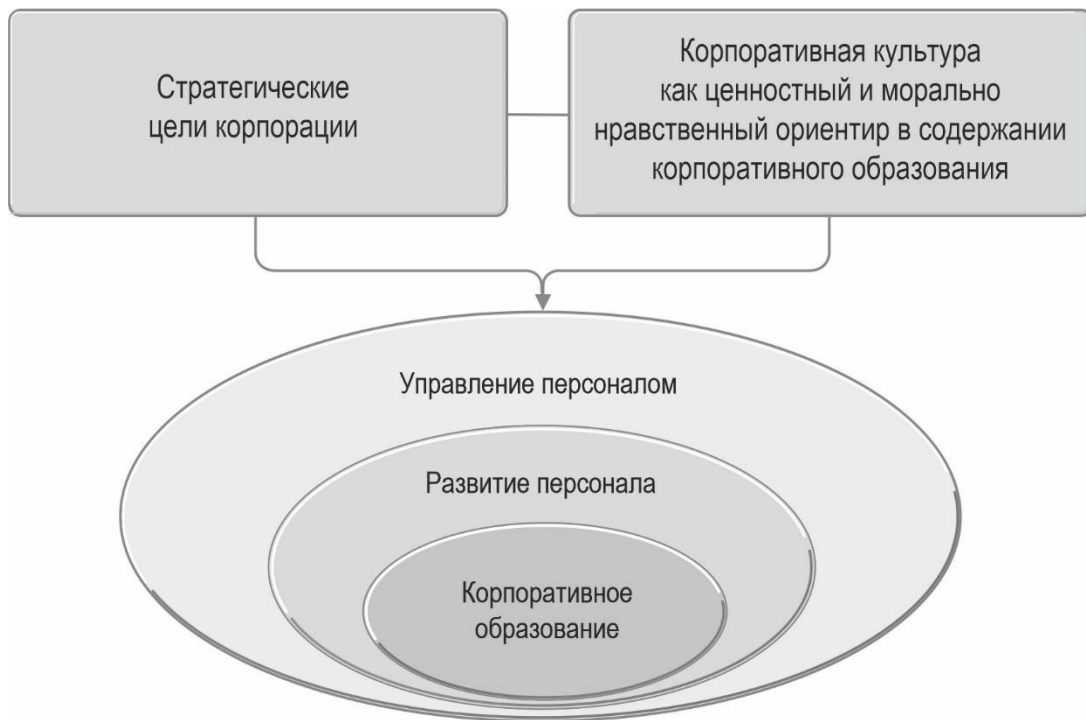 Стратегические
цели корпорации
Корпоративная культура
как ценностный и морально
нравственный ориентир в содержании
корпоративного образования
Управление персоналом
Развитие персонала
Корпоративное
образование